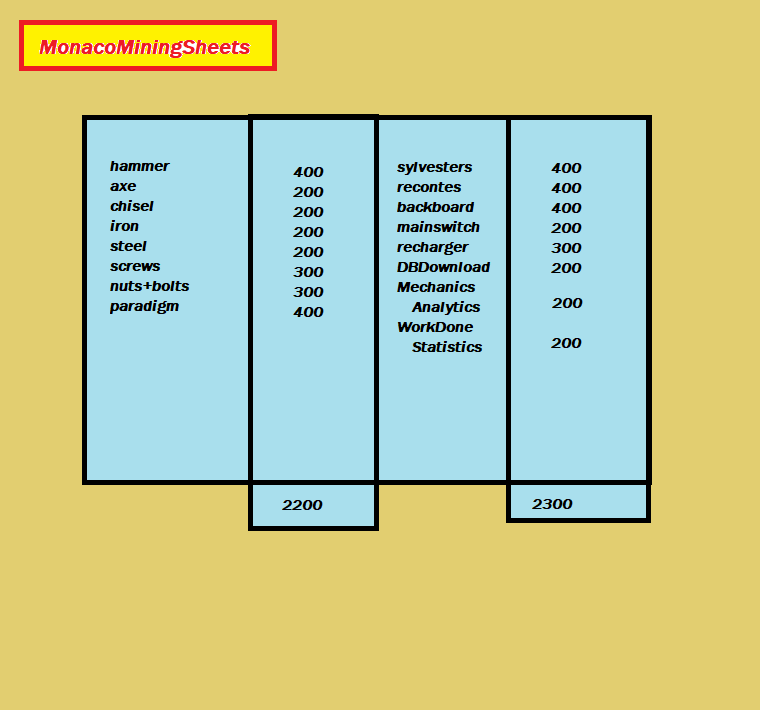 MonacoMiningSheets
hammer 400
axe 200
chisel 200
iron 200
steel 200
screws 300
nuts+bolts 300
paradigm 400
2200
sylvesters 400
recontes 400
backboard 400
mainswitch 200
recharger 300
DBDownload 200
Mechanics
Analytics 200
WorkDone
Statistics 200
2300